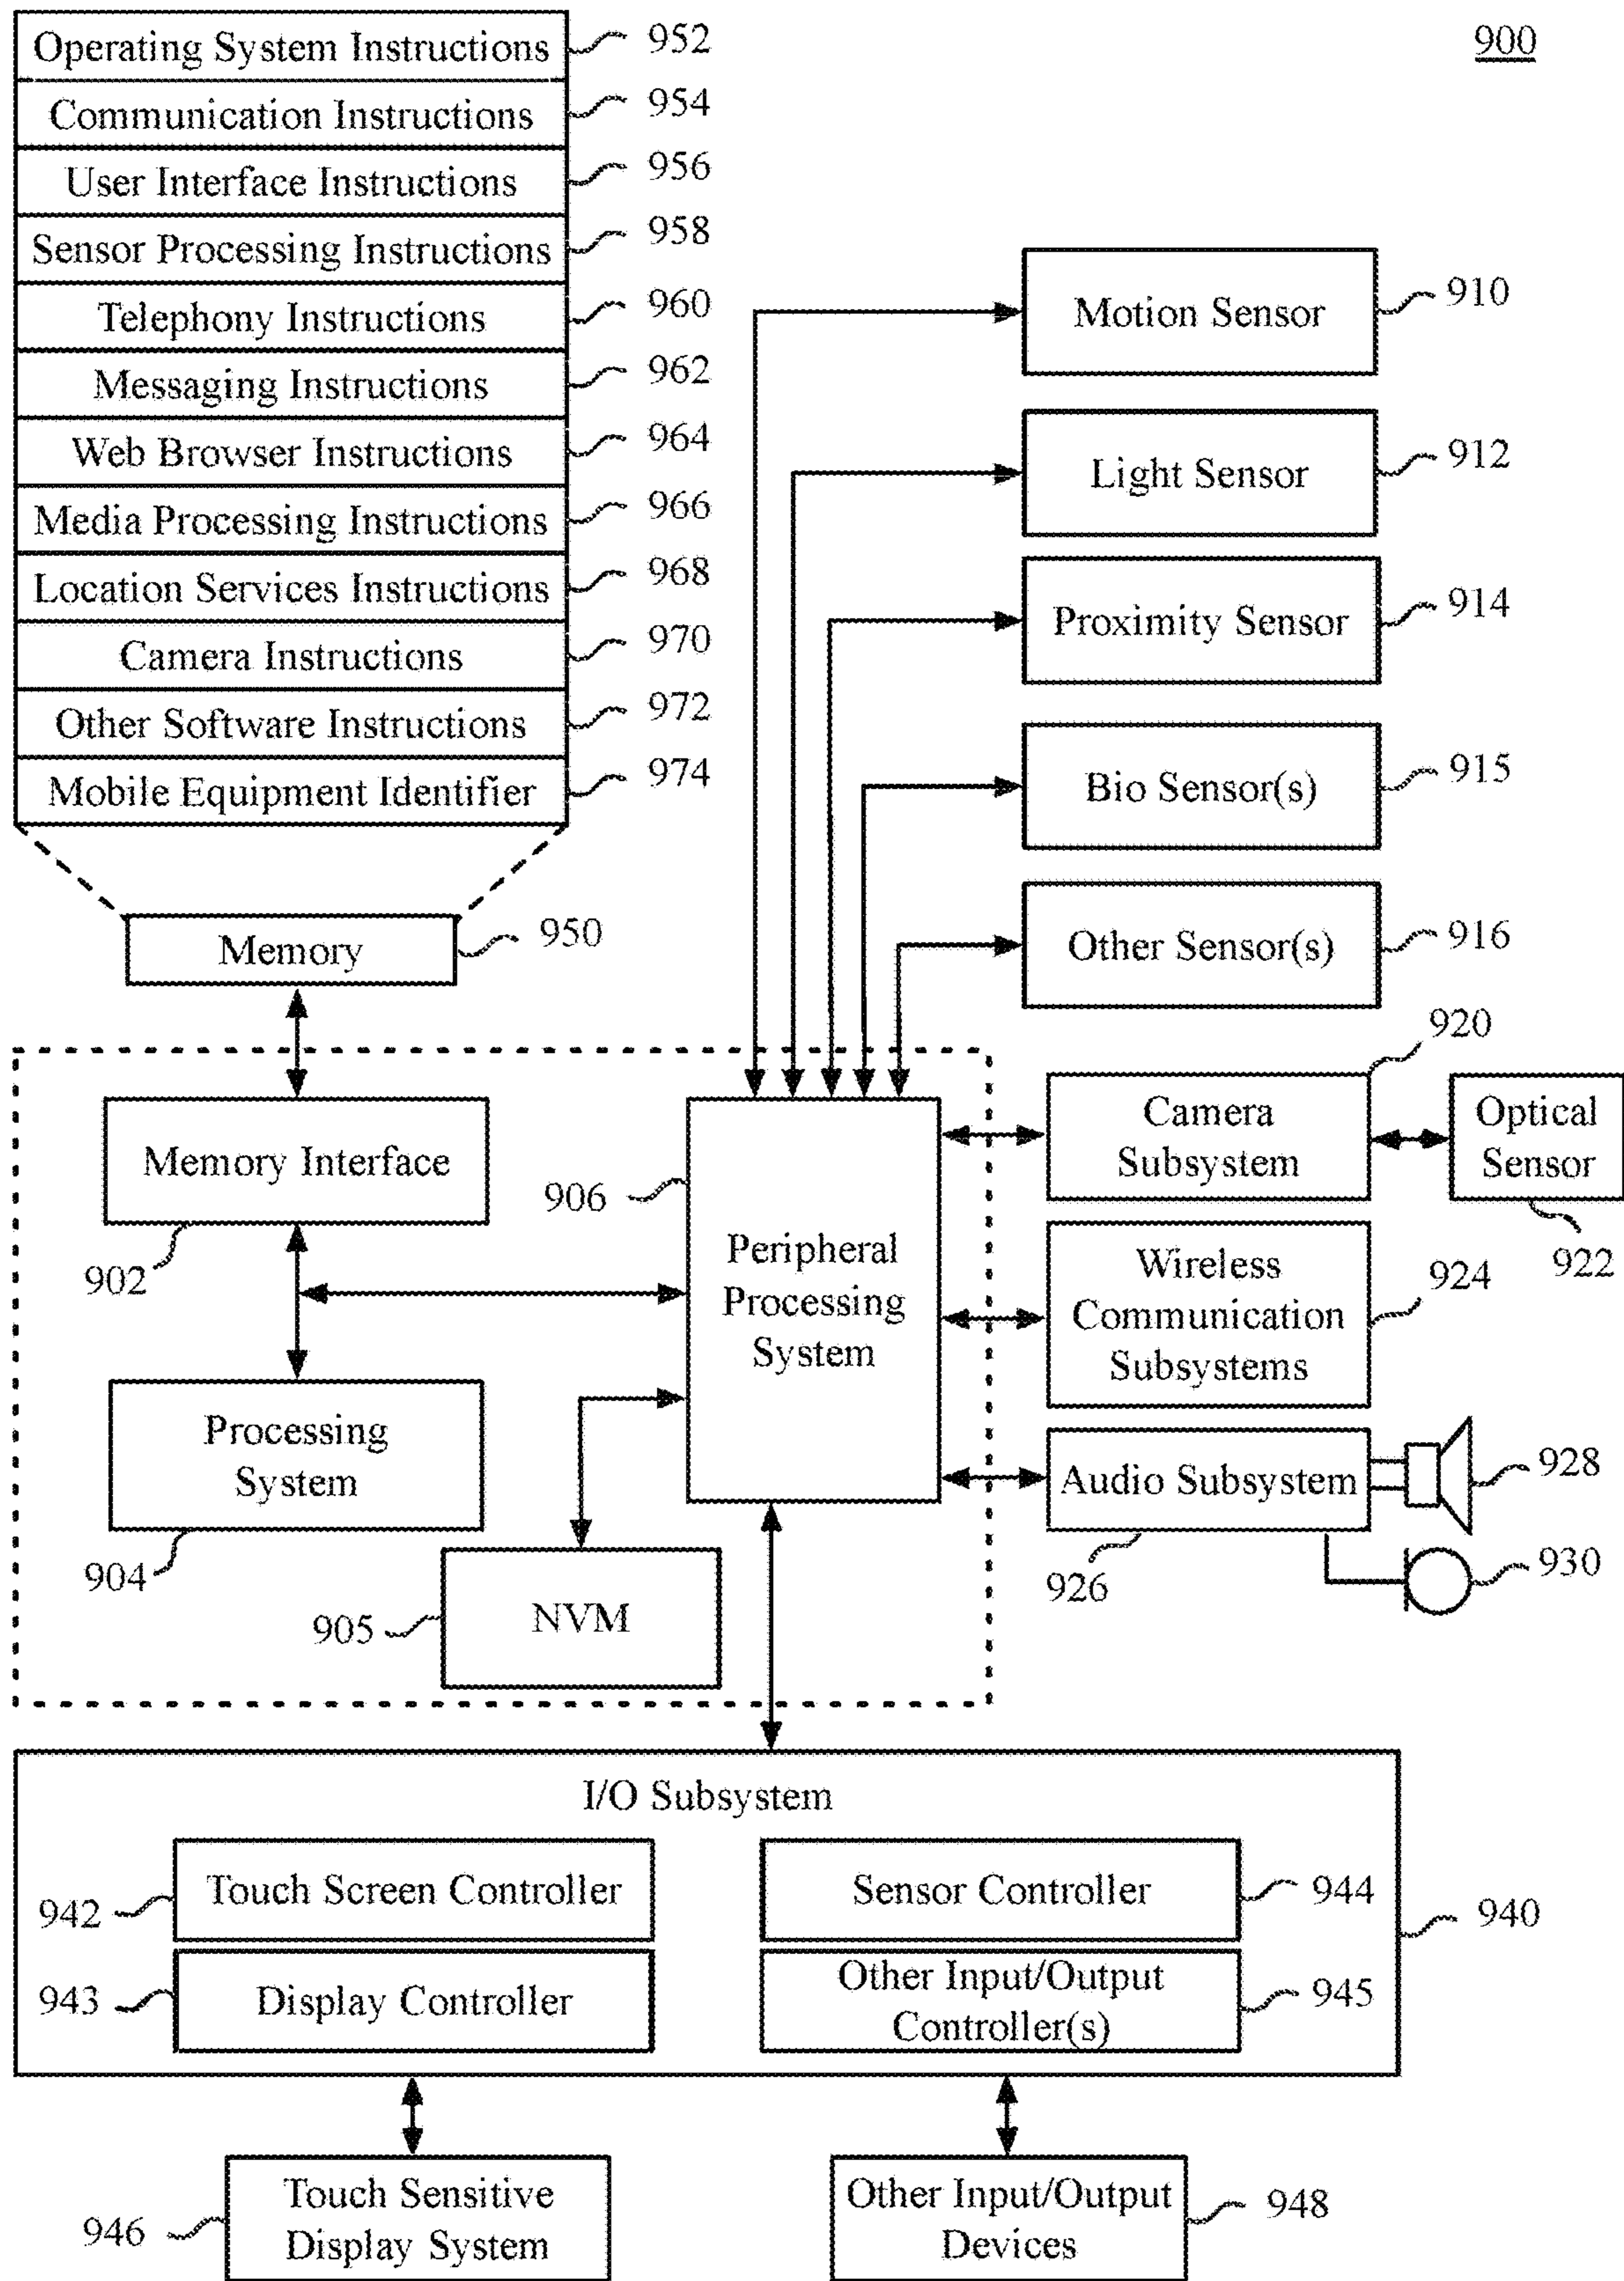 900
Operating System Instructions
952
Communication Instructions
954
User Interface Instructions
956
Sensor Processing Instructions
958
Telephony Instructions
960
Messaging Instructions
962
Web Browser Instructions
964
Media Processing Instructions
966
Location Services Instructions
968
Camera Instructions
970
Other Software Instructions
972
Mobile Equipment Identifier
974
Memory
950
Motion Sensor
910
Light Sensor
912
Proximity Sensor
914
Bio Sensor(s)
915
Other Sensor(s)
916
Memory Interface
902
Processing
System
904
NVM
905
906
Peripheral
Processing
System
920
Camera
Subsystem
Optical
Sensor
922
Wireless
Communication
Subsystems
924
Audio Subsystem
926
928
930
I/O Subsystem
940
942
Touch Screen Controller
Sensor Controller
944
943
Display Controller
Other Input/Output
Controller(s)
945
946
Touch Sensitive
Display System
Other Input/Output
Devices
948